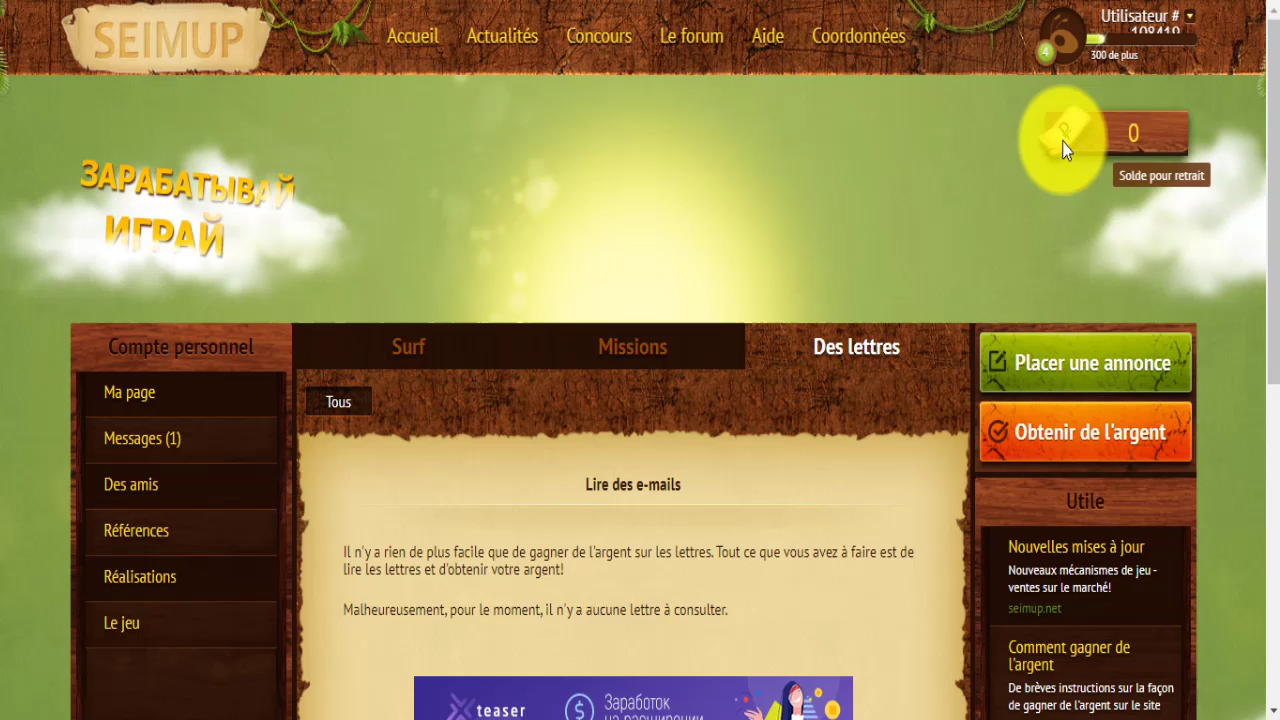 SEIMUP
Accueil
Actualités
Concours
Le forum
Aide
Coordonnées
Utilisateur #
108419
4
300 de plus
0
Solde pour retrait
ЗАРАБАТЫВАЙ
ИГРАЙ
Compte personnel
Ma page
Messages (1)
Des amis
Références
Réalisations
Le jeu
Surf
Missions
Des lettres
Tous
Lire des e-mails
Il n'y a rien de plus facile que de gagner de l'argent sur les lettres. Tout ce que vous avez à faire est de
lire les lettres et d'obtenir votre argent!
Malheureusement, pour le moment, il n'y a aucune lettre à consulter.
teaser
Заработок
на расширении
Placer une annonce
Obtenir de l'argent
Utile
Nouvelles mises à jour
Nouveaux mécanismes de jeu -
ventes sur le marché!
seimup.net
Comment gagner de
l'argent
De brèves instructions sur la façon
de gagner de l'argent sur le site